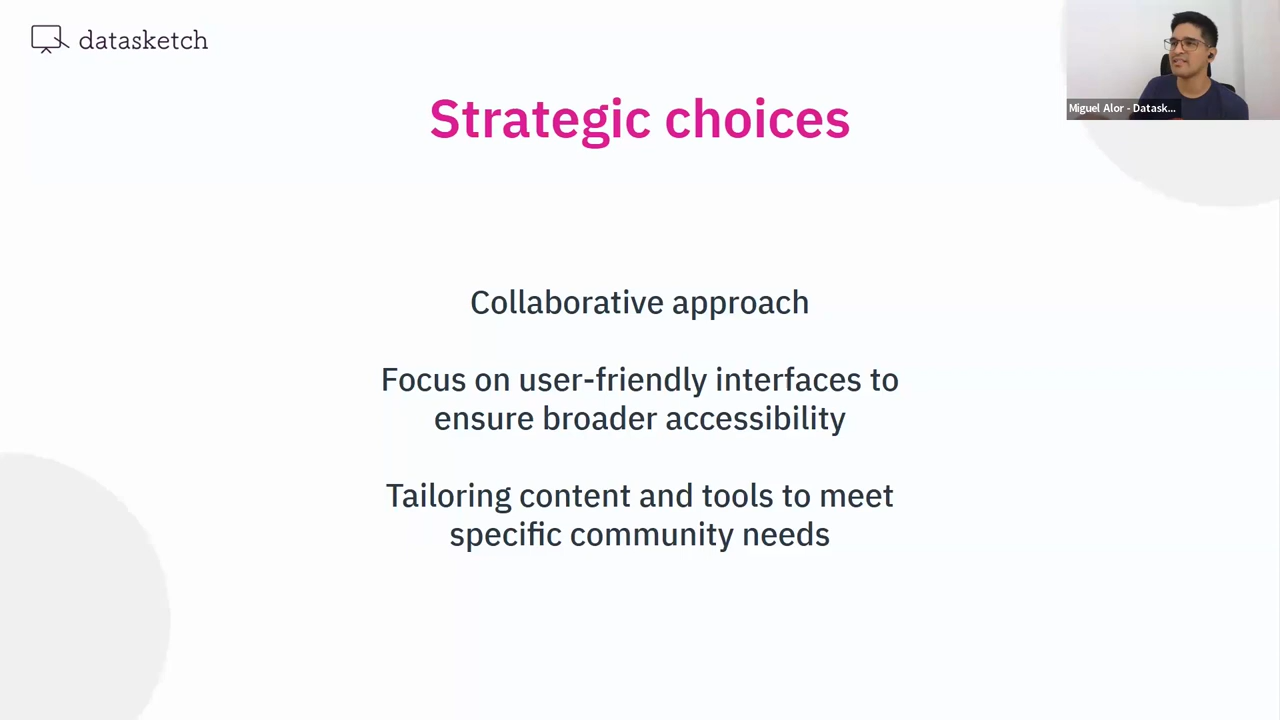 datasketch
Miguel Alor - Datask...
Strategic choices
Collaborative approach
Focus on user-friendly interfaces to
ensure broader accessibility
Tailoring content and tools to meet
specific community needs